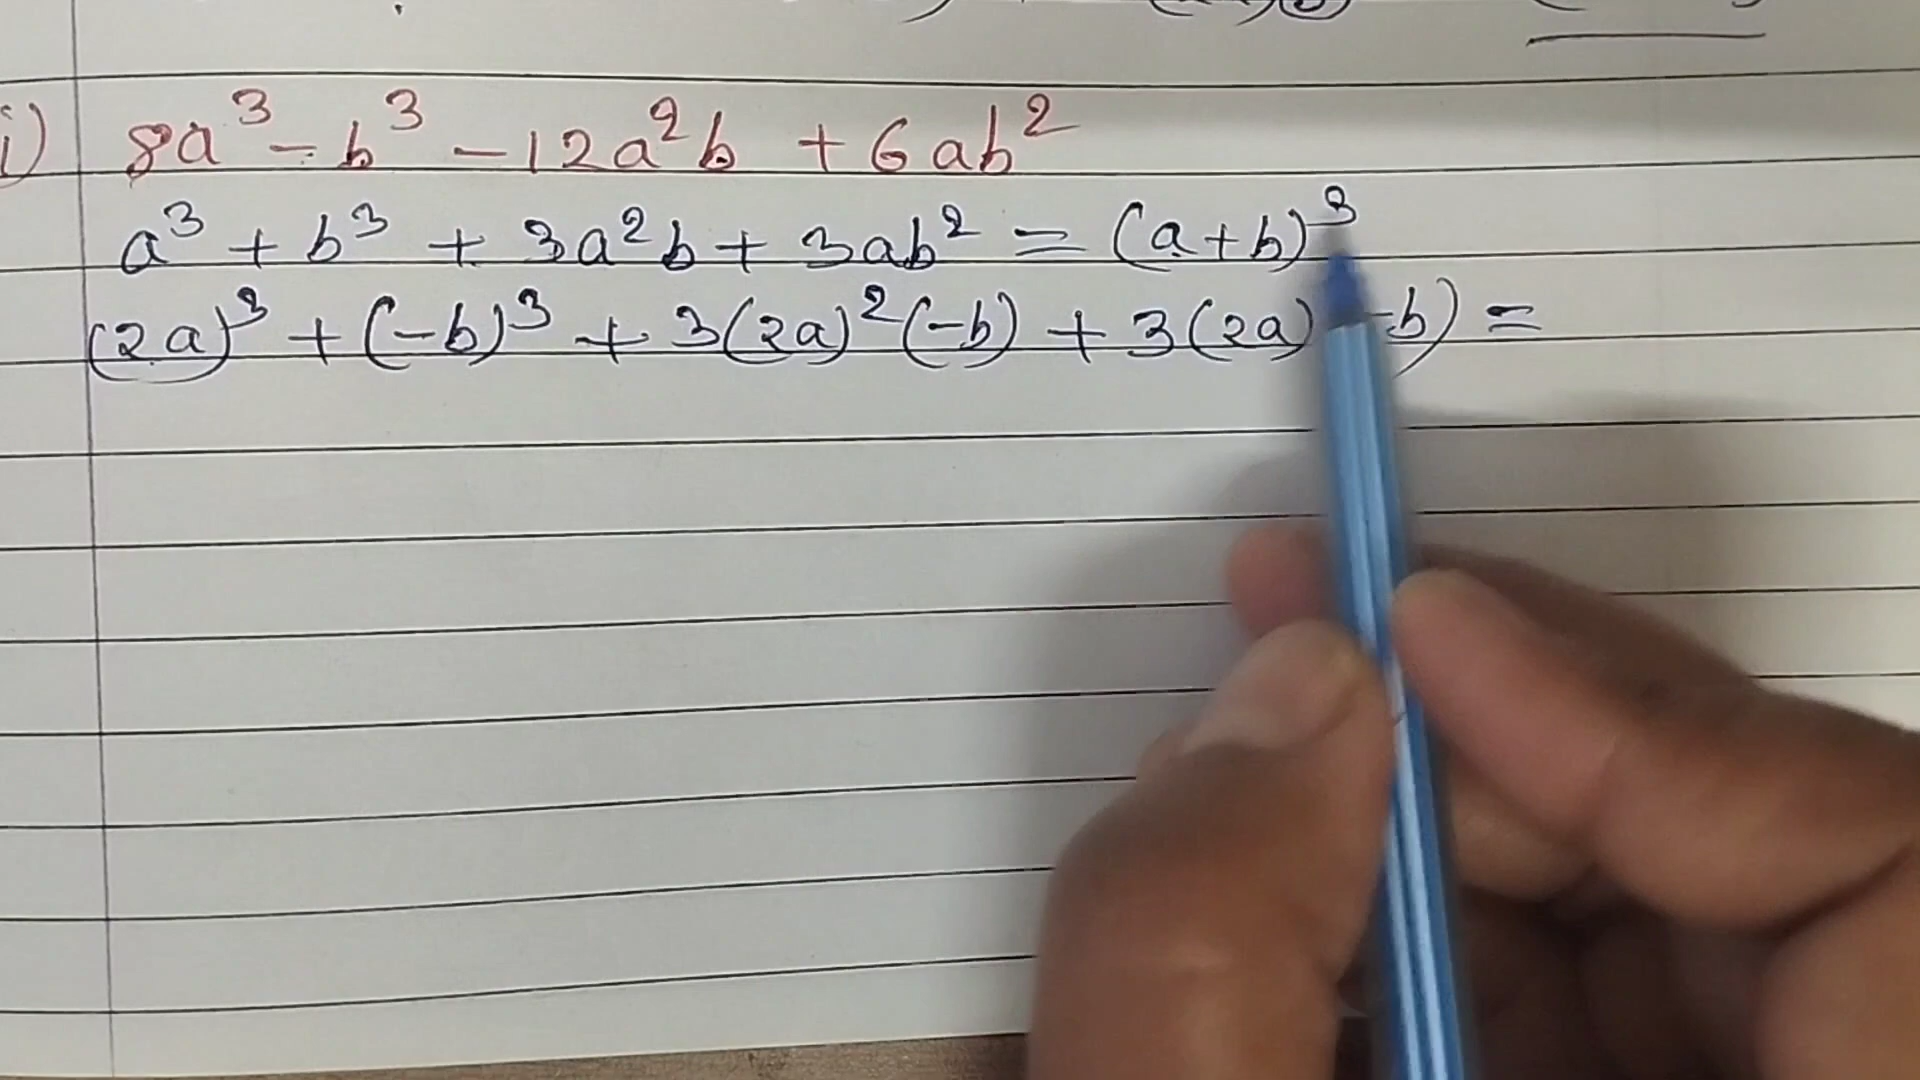 i) 8a³ - b³ - 12a²b + 6ab²
a³ + b³ + 3a²b + 3ab² = (a+b)³
(2a)³ + (-b)³ + 3(2a)²(-b) + 3(2a) -b) =